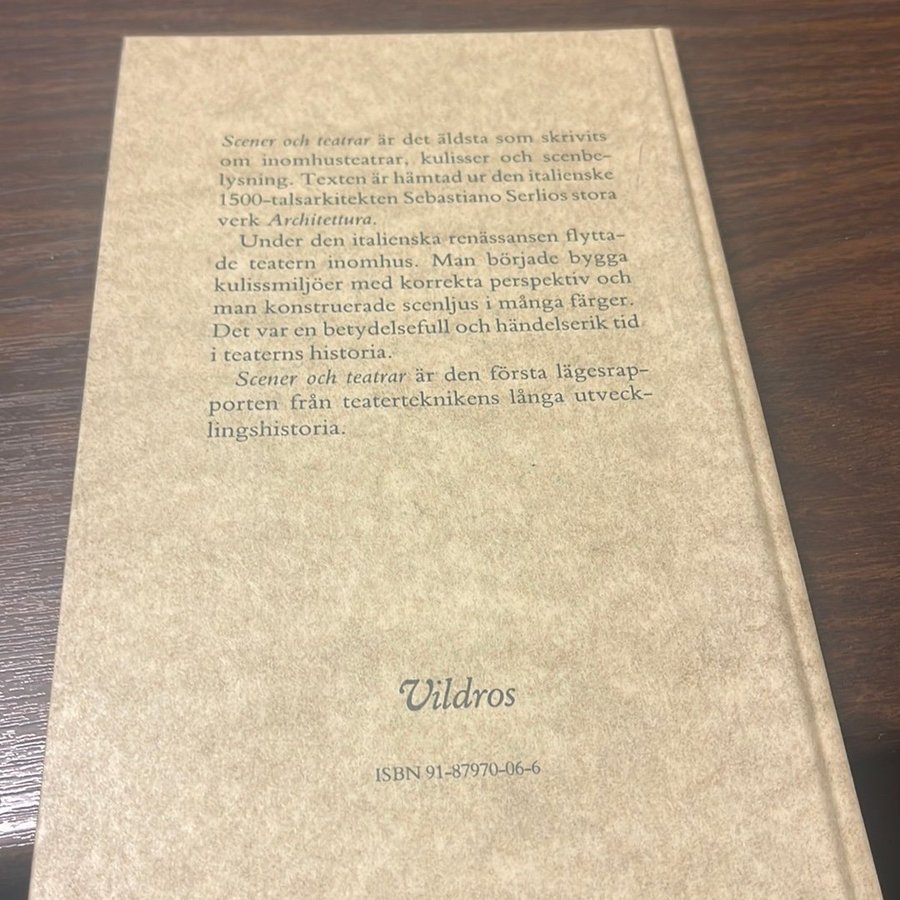 Scener och teatrar är det äldsta som skrivits
om inomhusteatrar, kulisser och scenbe-
lysning. Texten är hämtad ur den italienske
1500-talsarkitekten Sebastiano Serlios stora
verk Architettura.
Under den italienska renässansen flytta-
de teatern inomhus. Man började bygga
kulissmiljöer med korrekta perspektiv och
man konstruerade scenljus i många färger.
Det var en betydelsefull och händelserik tid
i teaterns historia.
Scener och teatrar är den första lägesrap-
porten från teaterteknikens långa utveck-
lingshistoria.
Vildros
ISBN 91-87970-06-6